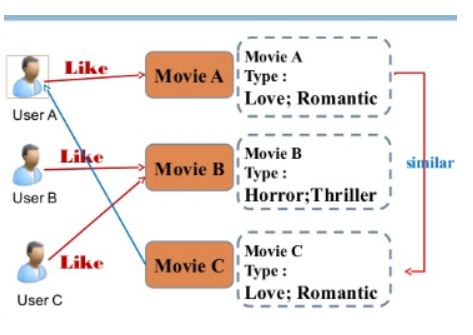 Like
User A
Movie A
Movie A
Type :
Love; Romantic
Like
User B
Movie B
Movie B
Type :
Horror;Thriller
similar
Like
User C
Movie C
Movie C
Type :
Love; Romantic